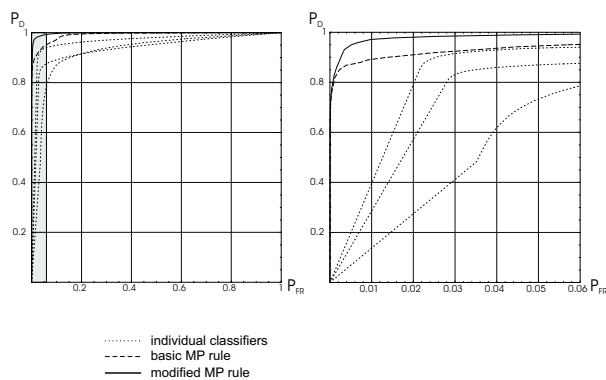 P_D
1
0.8
0.6
0.4
0.2
0.2 0.4 0.6 0.8 1 P_FR
P_D
1
0.8
0.6
0.4
0.2
0.01 0.02 0.03 0.04 0.05 0.06 P_FR
individual classifiers
basic MP rule
modified MP rule